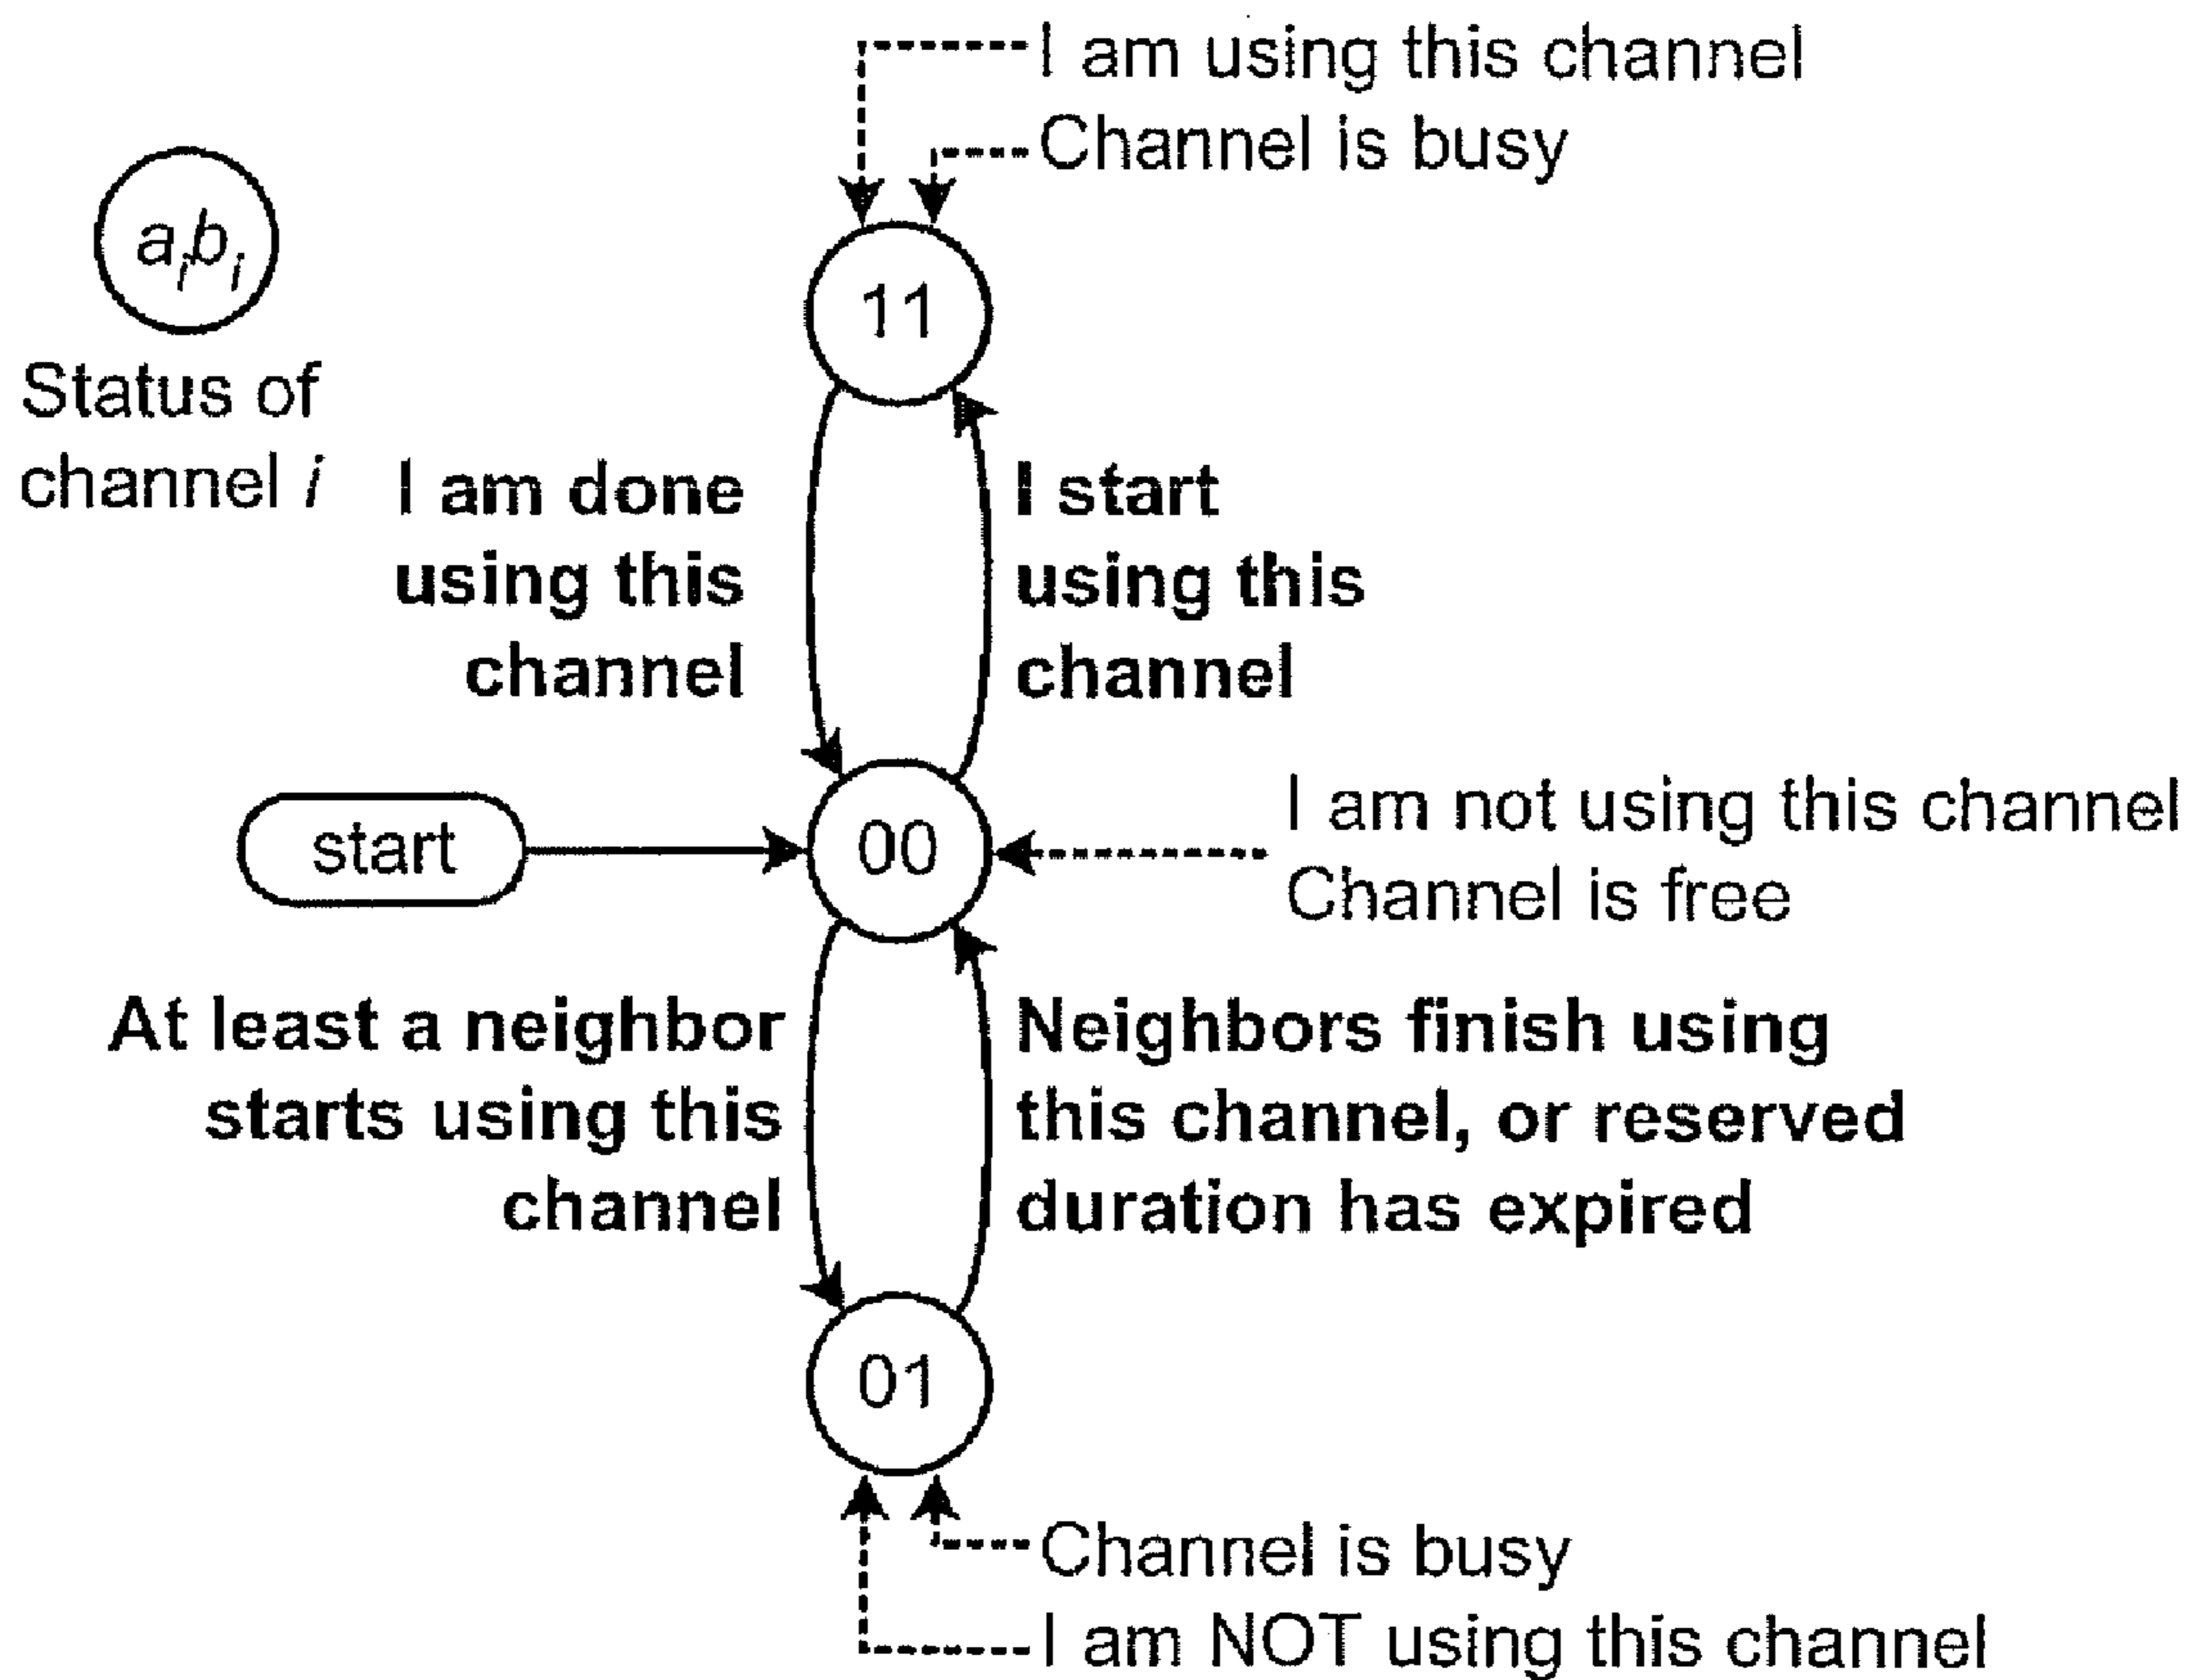 I am using this channel
Channel is busy
aᵢbᵢ
Status of
channel i
11
I am done
using this
channel
I start
using this
channel
start
00
I am not using this channel
Channel is free
At least a neighbor
starts using this
channel
Neighbors finish using
this channel, or reserved
duration has expired
01
Channel is busy
I am NOT using this channel